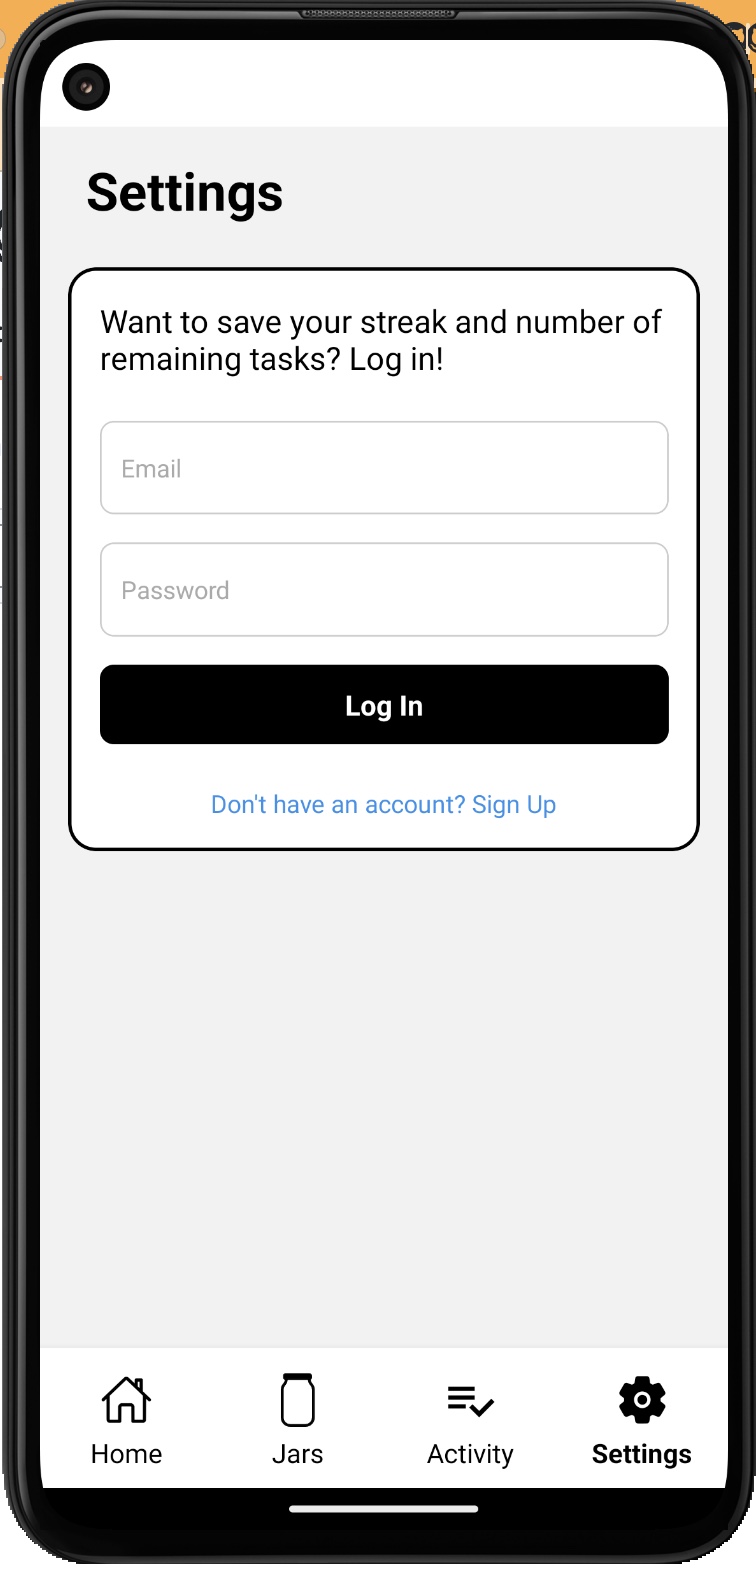 Settings
Want to save your streak and number of
remaining tasks? Log in!
Email
Password
Log In
Don't have an account? Sign Up
Home
Jars
Activity
Settings